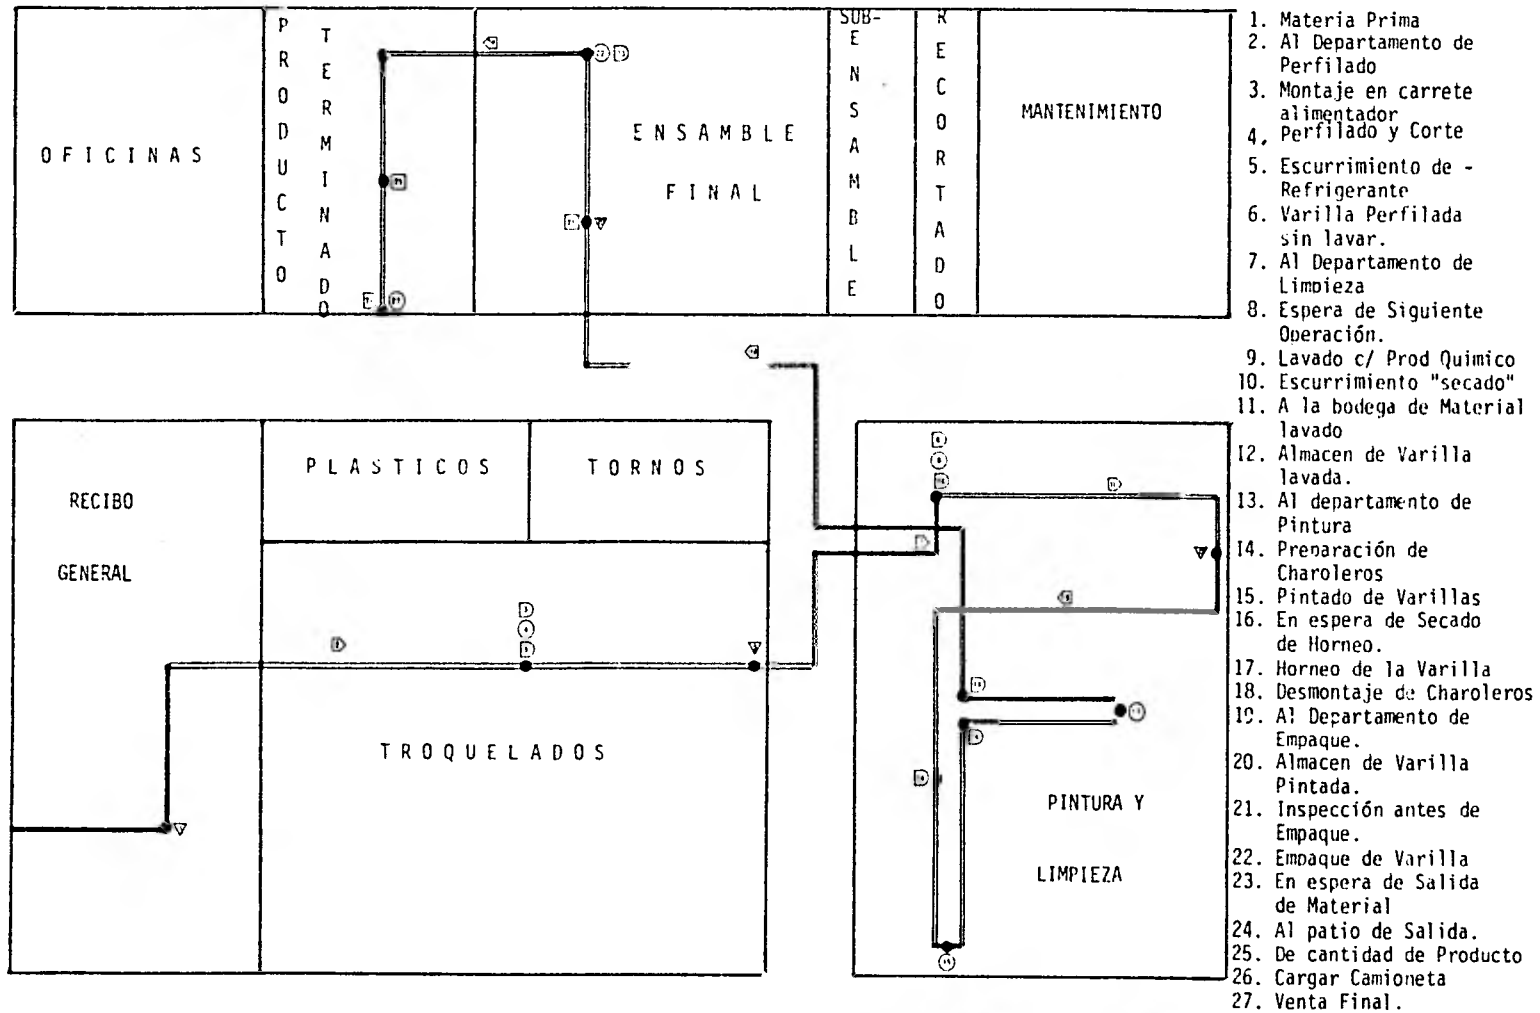 OFICINAS
PRODUCTO
TERMINADO
ENSAMBLE
FINAL
SUB-
ENSAMBLE
RECORTADO
MANTENIMIENTO
RECIBO
GENERAL
PLASTICOS
TORNOS
TROQUELADOS
PINTURA Y
LIMPIEZA
1. Materia Prima
2. Al Departamento de
Perfilado
3. Montaje en carrete
alimentador
4, Perfilado y Corte
5. Escurrimiento de -
Refrigerante
6. Varilla Perfilada
sin lavar.
7. Al Departamento de
Limpieza
8. Espera de Siguiente
Operación.
9. Lavado c/ Prod Quimico
10. Escurrimiento "secado"
11. A la bodega de Material
lavado
12. Almacen de Varilla
lavada.
13. Al departamento de
Pintura
14. Preparación de
Charoleros
15. Pintado de Varillas
16. En espera de Secado
de Horneo.
17. Horneo de la Varilla
18. Desmontaje de Charoleros
19. Al Departamento de
Empaque.
20. Almacen de Varilla
Pintada.
21. Inspección antes de
Empaque.
22. Empaque de Varilla
23. En espera de Salida
de Material
24. Al patio de Salida.
25. De cantidad de Producto
26. Cargar Camioneta
27. Venta Final.